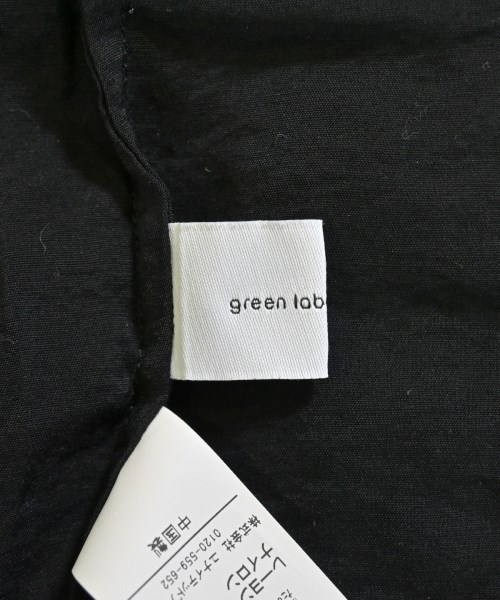 green labe
レーヨン
ナイロン
株式会社
ユナイテッド
0120-559-652
中国製